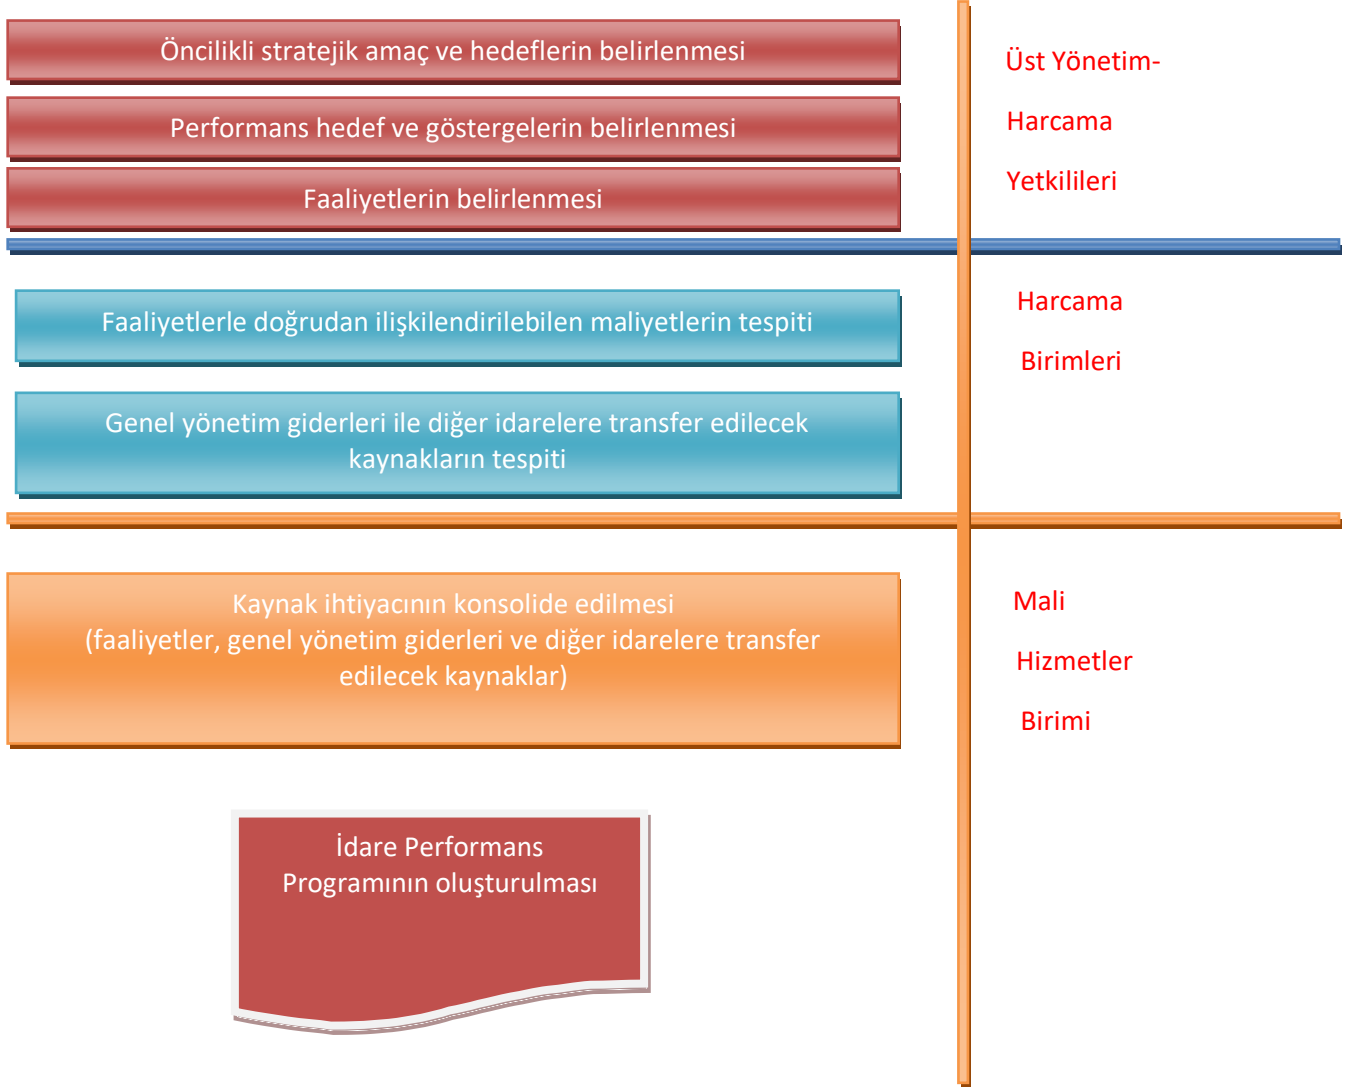 Öncilikli stratejik amaç ve hedeflerin belirlenmesi
Performans hedef ve göstergelerin belirlenmesi
Faaliyetlerin belirlenmesi
Üst Yönetim-
Harcama
Yetkilileri
Faaliyetlerle doğrudan ilişkilendirilebilen maliyetlerin tespiti
Genel yönetim giderleri ile diğer idarelere transfer edilecek
kaynakların tespiti
Harcama
Birimleri
Kaynak ihtiyacının konsolide edilmesi
(faaliyetler, genel yönetim giderleri ve diğer idarelere transfer
edilecek kaynaklar)
Mali
Hizmetler
Birimi
İdare Performans
Programının oluşturulması